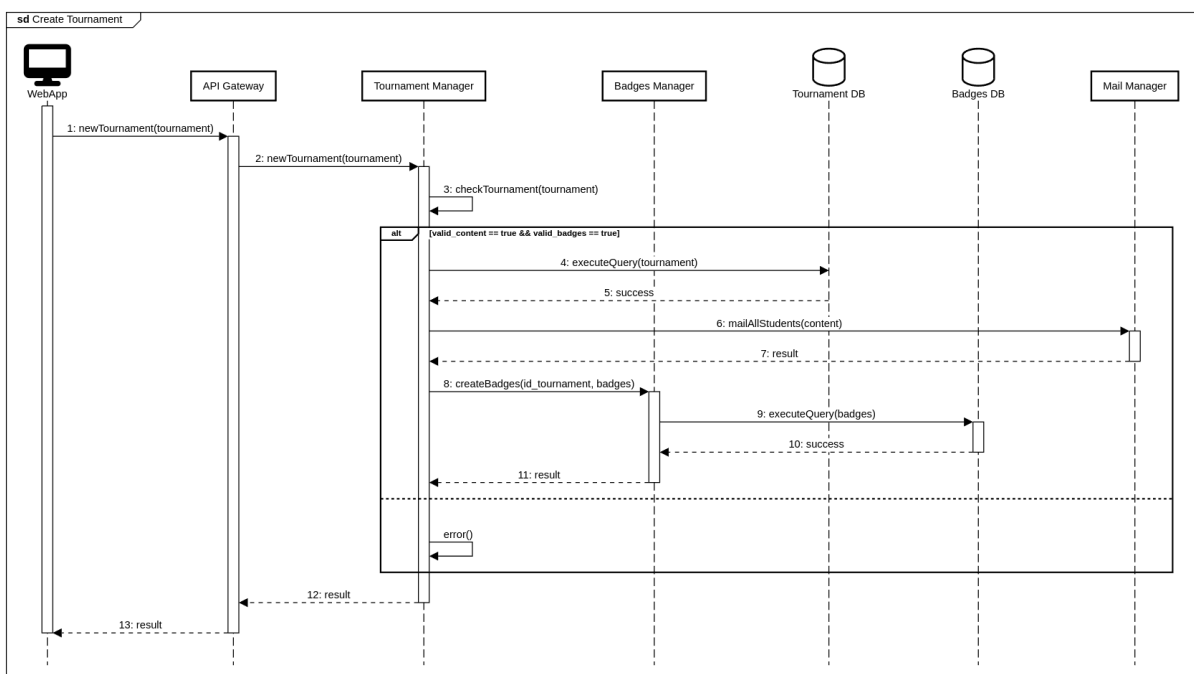 sd Create Tournament
WebApp
API Gateway
Tournament Manager
Badges Manager
Tournament DB
Badges DB
Mail Manager
1: newTournament(tournament)
2: newTournament(tournament)
3: checkTournament(tournament)
alt
[valid_content == true && valid_badges == true]
4: executeQuery(tournament)
5: success
6: mailAllStudents(content)
7: result
8: createBadges(id_tournament, badges)
9: executeQuery(badges)
10: success
11: result
error()
12: result
13: result